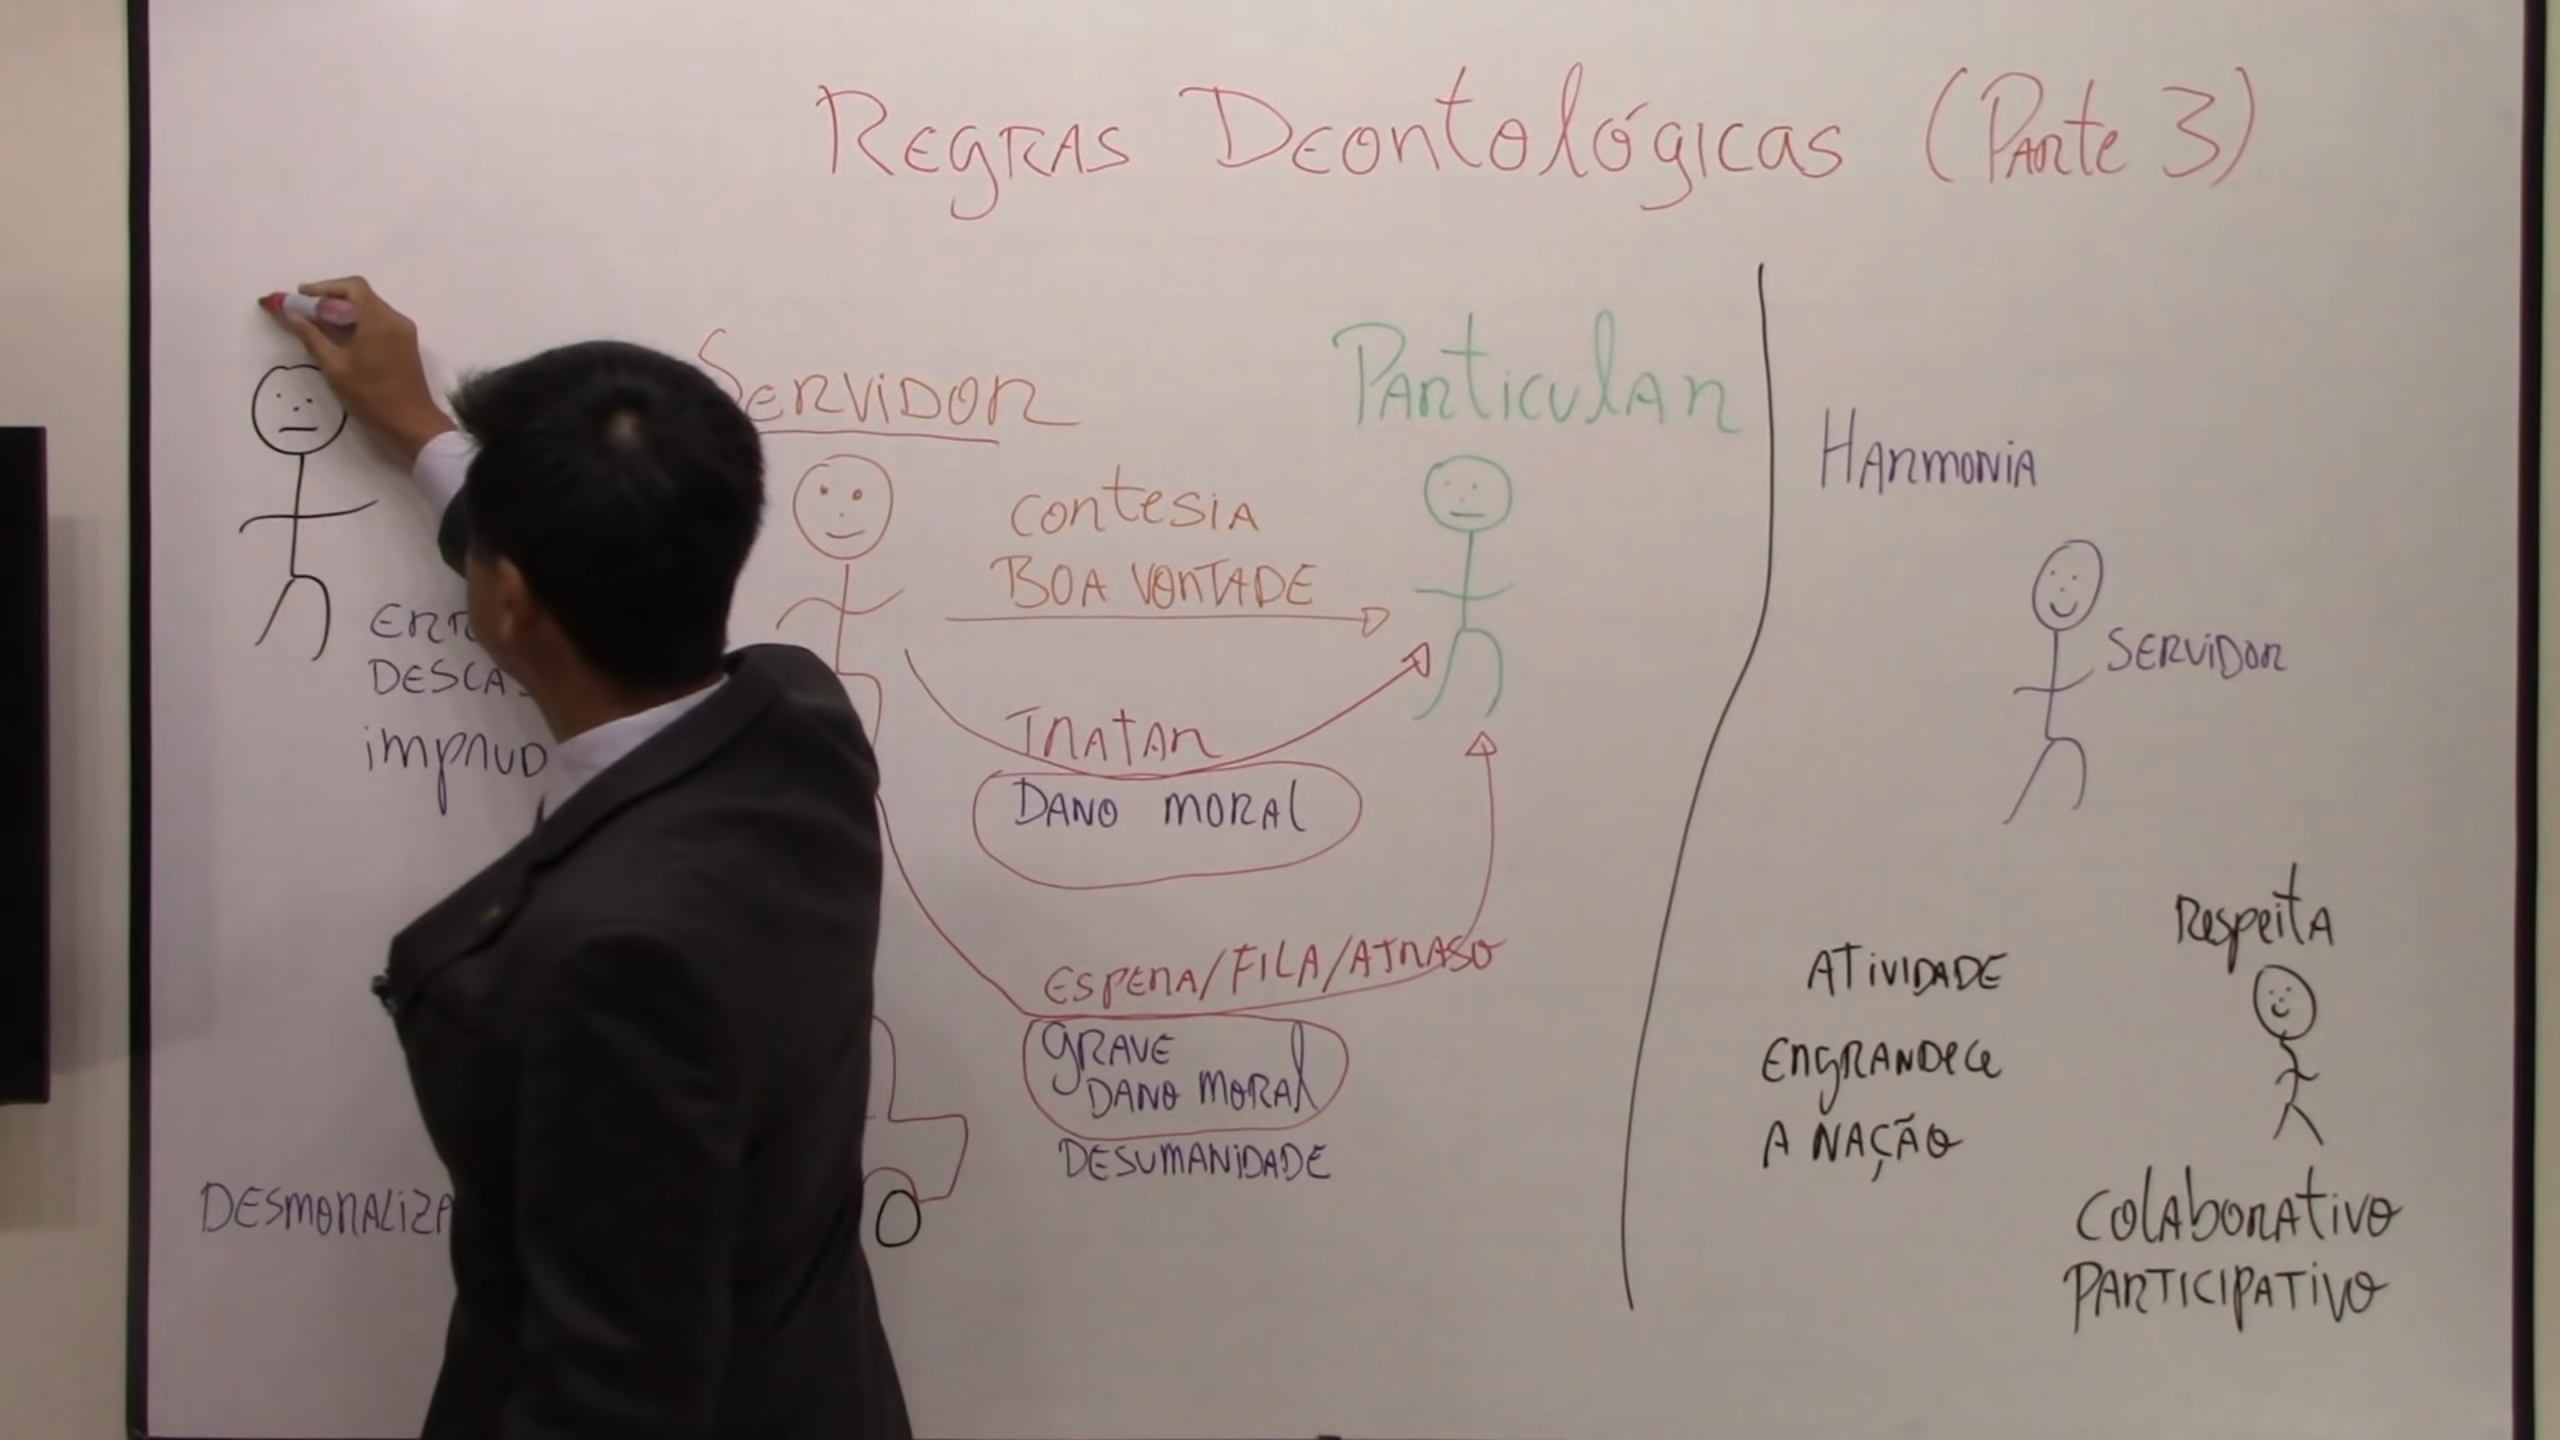 REGRAS DEONTOLÓGICAS (PARTE 3)
SERVIDOR
PARTICULAR
CORTESIA
BOA VONTADE
TRATAR
DANO MORAL
ESPERA/FILA/ATRASO
GRAVE
DANO MORAL
DESUMANIDADE
HARMONIA
SERVIDOR
RESPEITA
ATIVIDADE
ENGRANDECE
A NAÇÃO
COLABORATIVO
PARTICIPATIVO